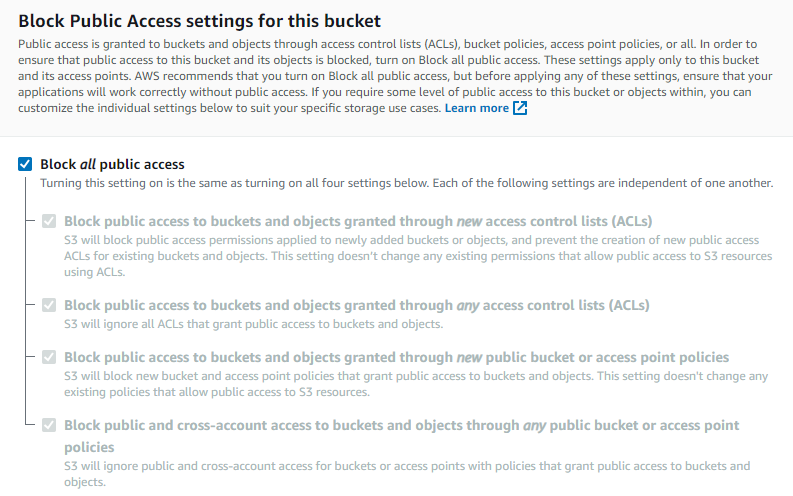 Block Public Access settings for this bucket
Public access is granted to buckets and objects through access control lists (ACLs), bucket policies, access point policies, or all. In order to
ensure that public access to this bucket and its objects is blocked, turn on Block all public access. These settings apply only to this bucket
and its access points. AWS recommends that you turn on Block all public access, but before applying any of these settings, ensure that your
applications will work correctly without public access. If you require some level of public access to this bucket or objects within, you can
customize the individual settings below to suit your specific storage use cases. Learn more
Block all public access
Turning this setting on is the same as turning on all four settings below. Each of the following settings are independent of one another.
Block public access to buckets and objects granted through new access control lists (ACLs)
S3 will block public access permissions applied to newly added buckets or objects, and prevent the creation of new public access
ACLs for existing buckets and objects. This setting doesn't change any existing permissions that allow public access to S3 resources
using ACLs.
Block public access to buckets and objects granted through any access control lists (ACLs)
S3 will ignore all ACLs that grant public access to buckets and objects.
Block public access to buckets and objects granted through new public bucket or access point policies
S3 will block new bucket and access point policies that grant public access to buckets and objects. This setting doesn't change any
existing policies that allow public access to S3 resources.
Block public and cross-account access to buckets and objects through any public bucket or access point
policies
S3 will ignore public and cross-account access for buckets or access points with policies that grant public access to buckets and
objects.